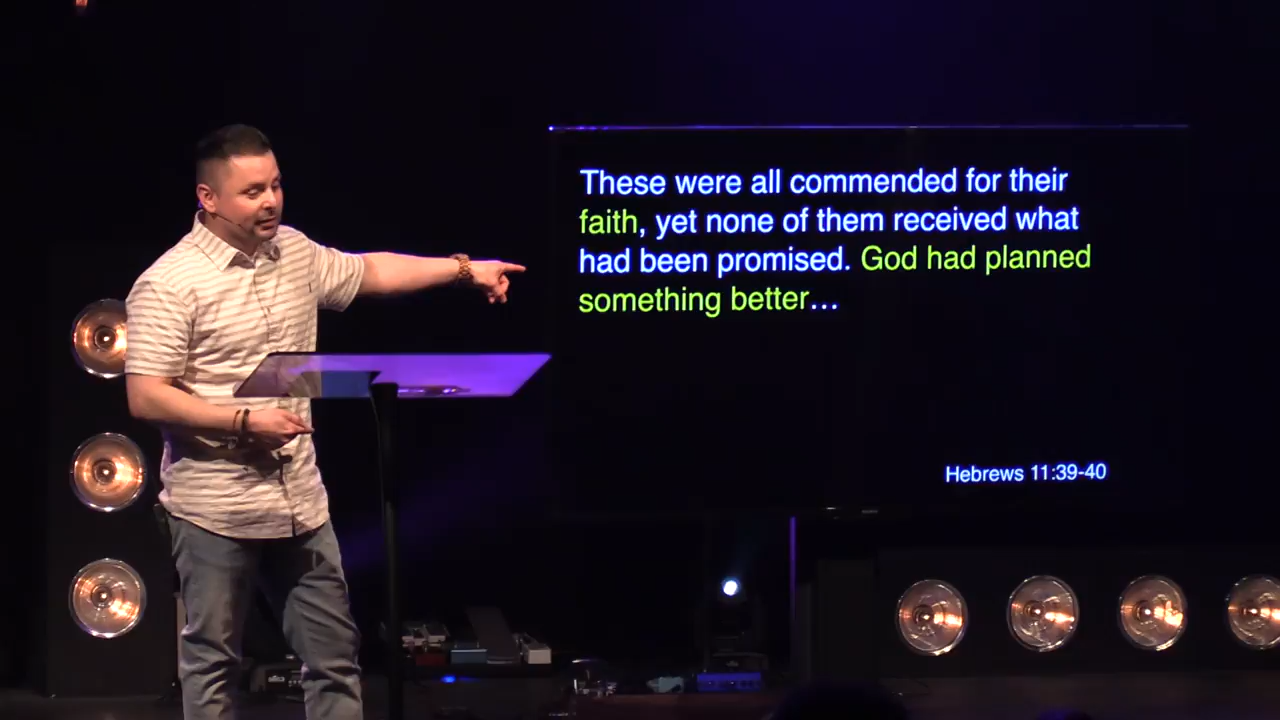 These were all commended for their
faith, yet none of them received what
had been promised. God had planned
something better...
Hebrews 11:39-40